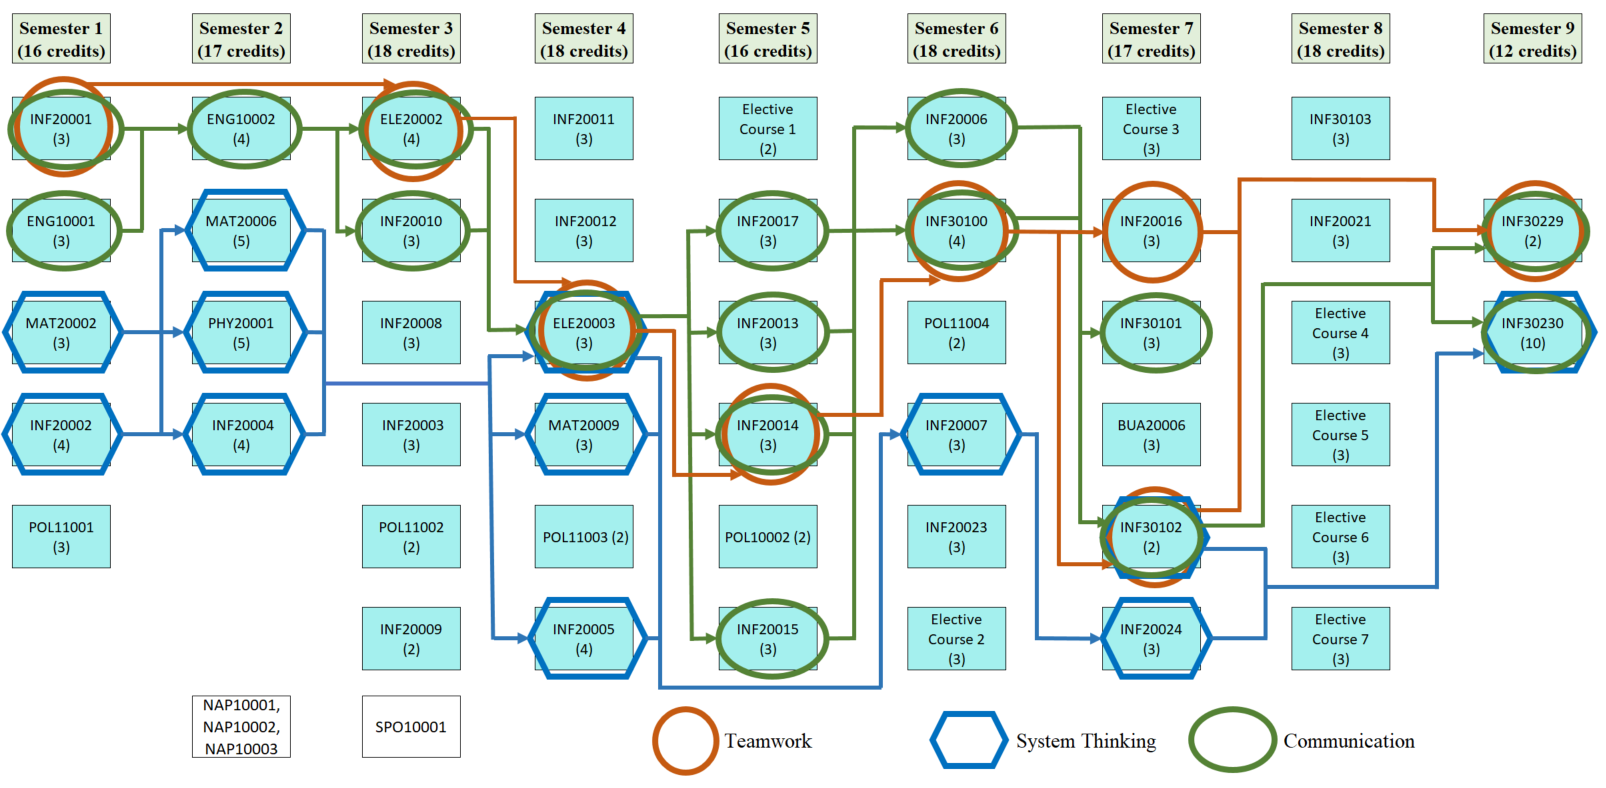 Semester 1
(16 credits)
Semester 2
(17 credits)
Semester 3
(18 credits)
Semester 4
(18 credits)
Semester 5
(16 credits)
Semester 6
(18 credits)
Semester 7
(17 credits)
Semester 8
(18 credits)
Semester 9
(12 credits)
INF20001
(3)
ENG10002
(4)
ELE20002
(4)
INF20011
(3)
Elective
Course 1
(2)
INF20006
(3)
Elective
Course 3
(3)
INF30103
(3)
ENG10001
(3)
MAT20006
(5)
INF20010
(3)
INF20012
(3)
INF20017
(3)
INF30100
(4)
INF20016
(3)
INF20021
(3)
INF30229
(2)
MAT20002
(3)
PHY20001
(5)
INF20008
(3)
ELE20003
(3)
INF20013
(3)
POL11004
(2)
INF30101
(3)
Elective
Course 4
(3)
INF30230
(10)
INF20002
(4)
INF20004
(4)
INF20003
(3)
MAT20009
(3)
INF20014
(3)
INF20007
(3)
BUA20006
(3)
Elective
Course 5
(3)
POL11001
(3)
POL11002
(2)
POL11003 (2)
POL10002 (2)
INF20023
(3)
INF30102
(2)
Elective
Course 6
(3)
INF20009
(2)
INF20005
(4)
INF20015
(3)
Elective
Course 2
(3)
INF20024
(3)
Elective
Course 7
(3)
NAP10001,
NAP10002,
NAP10003
SPO10001
Teamwork
System Thinking
Communication